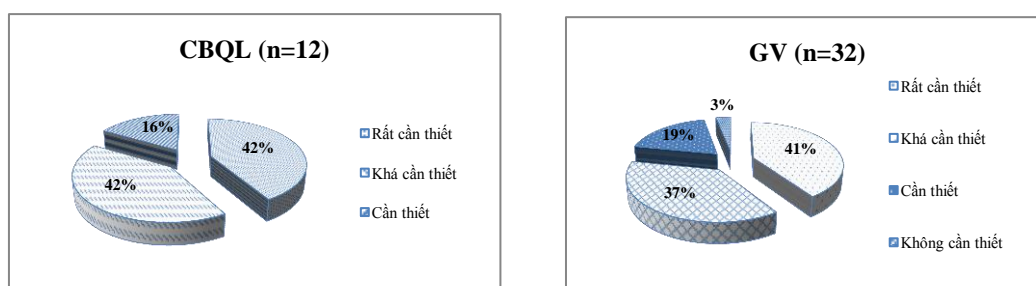 CBQL (n=12)
16%
42%
42%
Rất cần thiết
Khá cần thiết
Cần thiết
GV (n=32)
3%
19%
41%
37%
Rất cần thiết
Khá cần thiết
Cần thiết
Không cần thiết